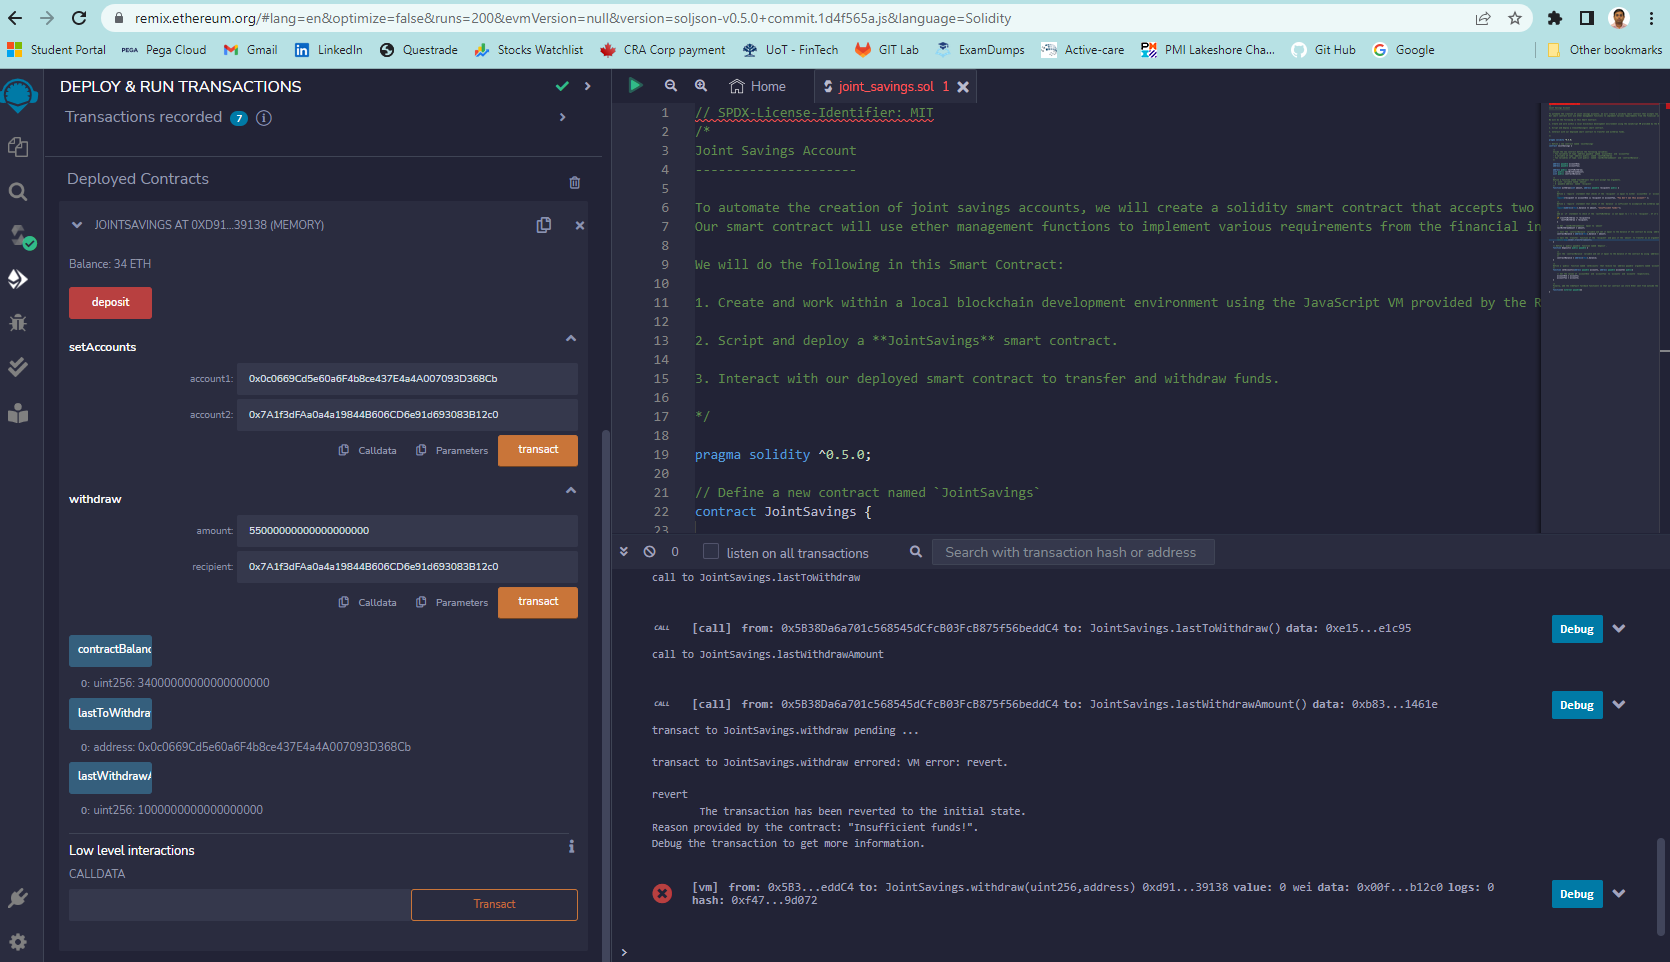 remix.ethereum.org/#lang=en&optimize=false&runs=200&evmVersion=null&version=soljson-v0.5.0+commit.1d4f565a.js&language=Solidity
Student Portal PEGA Pega Cloud Gmail LinkedIn Questrade Stocks Watchlist CRA Corp payment UoT - FinTech GIT Lab ExamDumps Active-care PMI Lakeshore Cha... Git Hub Google Other bookmarks
DEPLOY & RUN TRANSACTIONS
Transactions recorded 7 i
Deployed Contracts
JOINTSAVINGS AT 0XD91...39138 (MEMORY)
Balance: 34 ETH
deposit
setAccounts
account1: 0x0c0669Cd5e60a6F4b8ce437E4a4A007093D368Cb
account2: 0x7A1f3dFAa0a4a19844B606CD6e91d693083B12c0
Calldata Parameters transact
withdraw
amount: 55000000000000000000
recipient: 0x7A1f3dFAa0a4a19844B606CD6e91d693083B12c0
Calldata Parameters transact
contractBalanc
0: uint256: 34000000000000000000
lastToWithdra
0: address: 0x0c0669Cd5e60a6F4b8ce437E4a4A007093D368Cb
lastWithdrawA
0: uint256: 10000000000000000000
Low level interactions i
CALLDATA
Transact
Home joint_savings.sol 1
1 // SPDX-License-Identifier: MIT
2 /*
3 Joint Savings Account
4 ---------------------
5
6 To automate the creation of joint savings accounts, we will create a solidity smart contract that accepts two
7 Our smart contract will use ether management functions to implement various requirements from the financial in
8
9 We will do the following in this Smart Contract:
10
11 1. Create and work within a local blockchain development environment using the JavaScript VM provided by the R
12
13 2. Script and deploy a **JointSavings** smart contract.
14
15 3. Interact with our deployed smart contract to transfer and withdraw funds.
16
17 */
18
19 pragma solidity ^0.5.0;
20
21 // Define a new contract named `JointSavings`
22 contract JointSavings {
23
0 listen on all transactions Search with transaction hash or address
call to JointSavings.lastToWithdraw
CALL [call] from: 0x5B38Da6a701c568545dCfcB03FcB875f56beddC4 to: JointSavings.lastToWithdraw() data: 0xe15...e1c95 Debug
call to JointSavings.lastWithdrawAmount
CALL [call] from: 0x5B38Da6a701c568545dCfcB03FcB875f56beddC4 to: JointSavings.lastWithdrawAmount() data: 0xb83...1461e Debug
transact to JointSavings.withdraw pending ...
transact to JointSavings.withdraw errored: VM error: revert.
revert
The transaction has been reverted to the initial state.
Reason provided by the contract: "Insufficient funds!".
Debug the transaction to get more information.
[vm] from: 0x5B3...eddC4 to: JointSavings.withdraw(uint256,address) 0xd91...39138 value: 0 wei data: 0x00f...b12c0 logs: 0 Debug
hash: 0xf47...9d072
>